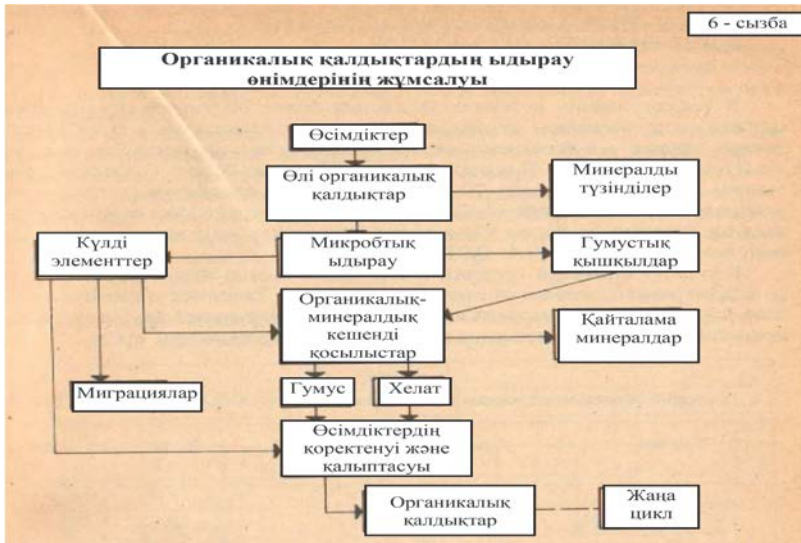 6 - сызба
Органикалық қалдықтардың ыдырау
өнімдерінің жұмсалуы
Өсімдіктер
Өлі органикалық
қалдықтар
Минералды
түзінділер
Күлді
элементтер
Микробтық
ыдырау
Гумустық
қышқылдар
Органикалық-
минералдық
кешенді
қосылыстар
Қайталама
минералдар
Миграциялар
Гумус
Хелат
Өсімдіктердің
коректенуі және
қалыптасуы
Органикалық
қалдықтар
Жаңа
цикл